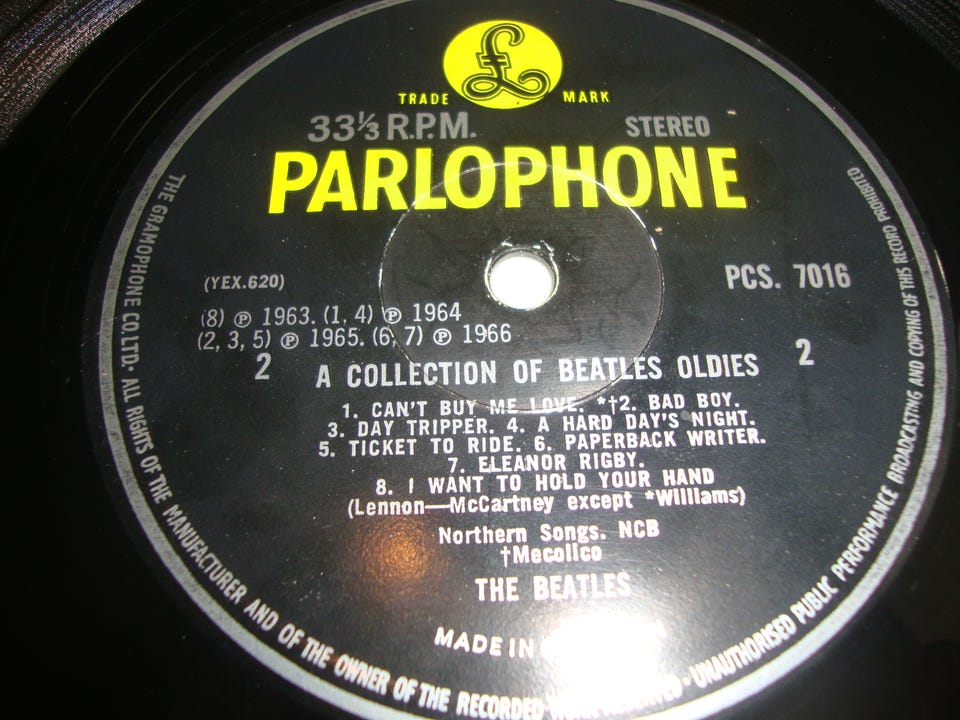 £
TRADE MARK
33⅓ R.P.M. STEREO
PARLOPHONE
(YEX.620) PCS. 7016
(8) ℗ 1963. (1, 4) ℗ 1964
(2, 3, 5) ℗ 1965. (6, 7) ℗ 1966
2 A COLLECTION OF BEATLES OLDIES 2
1. CAN'T BUY ME LOVE. *†2. BAD BOY.
3. DAY TRIPPER. 4. A HARD DAY'S NIGHT.
5. TICKET TO RIDE. 6. PAPERBACK WRITER.
7. ELEANOR RIGBY.
8. I WANT TO HOLD YOUR HAND
(Lennon—McCartney except *Williams)
Northern Songs. NCB
†Mecolico
THE BEATLES
MADE IN
THE GRAMOPHONE CO. LTD. ALL RIGHTS OF THE MANUFACTURER AND OF THE OWNER OF THE RECORDED · UNAUTHORISED PUBLIC PERFORMANCE BROADCASTING AND COPYING OF THIS RECORD PROHIBITED